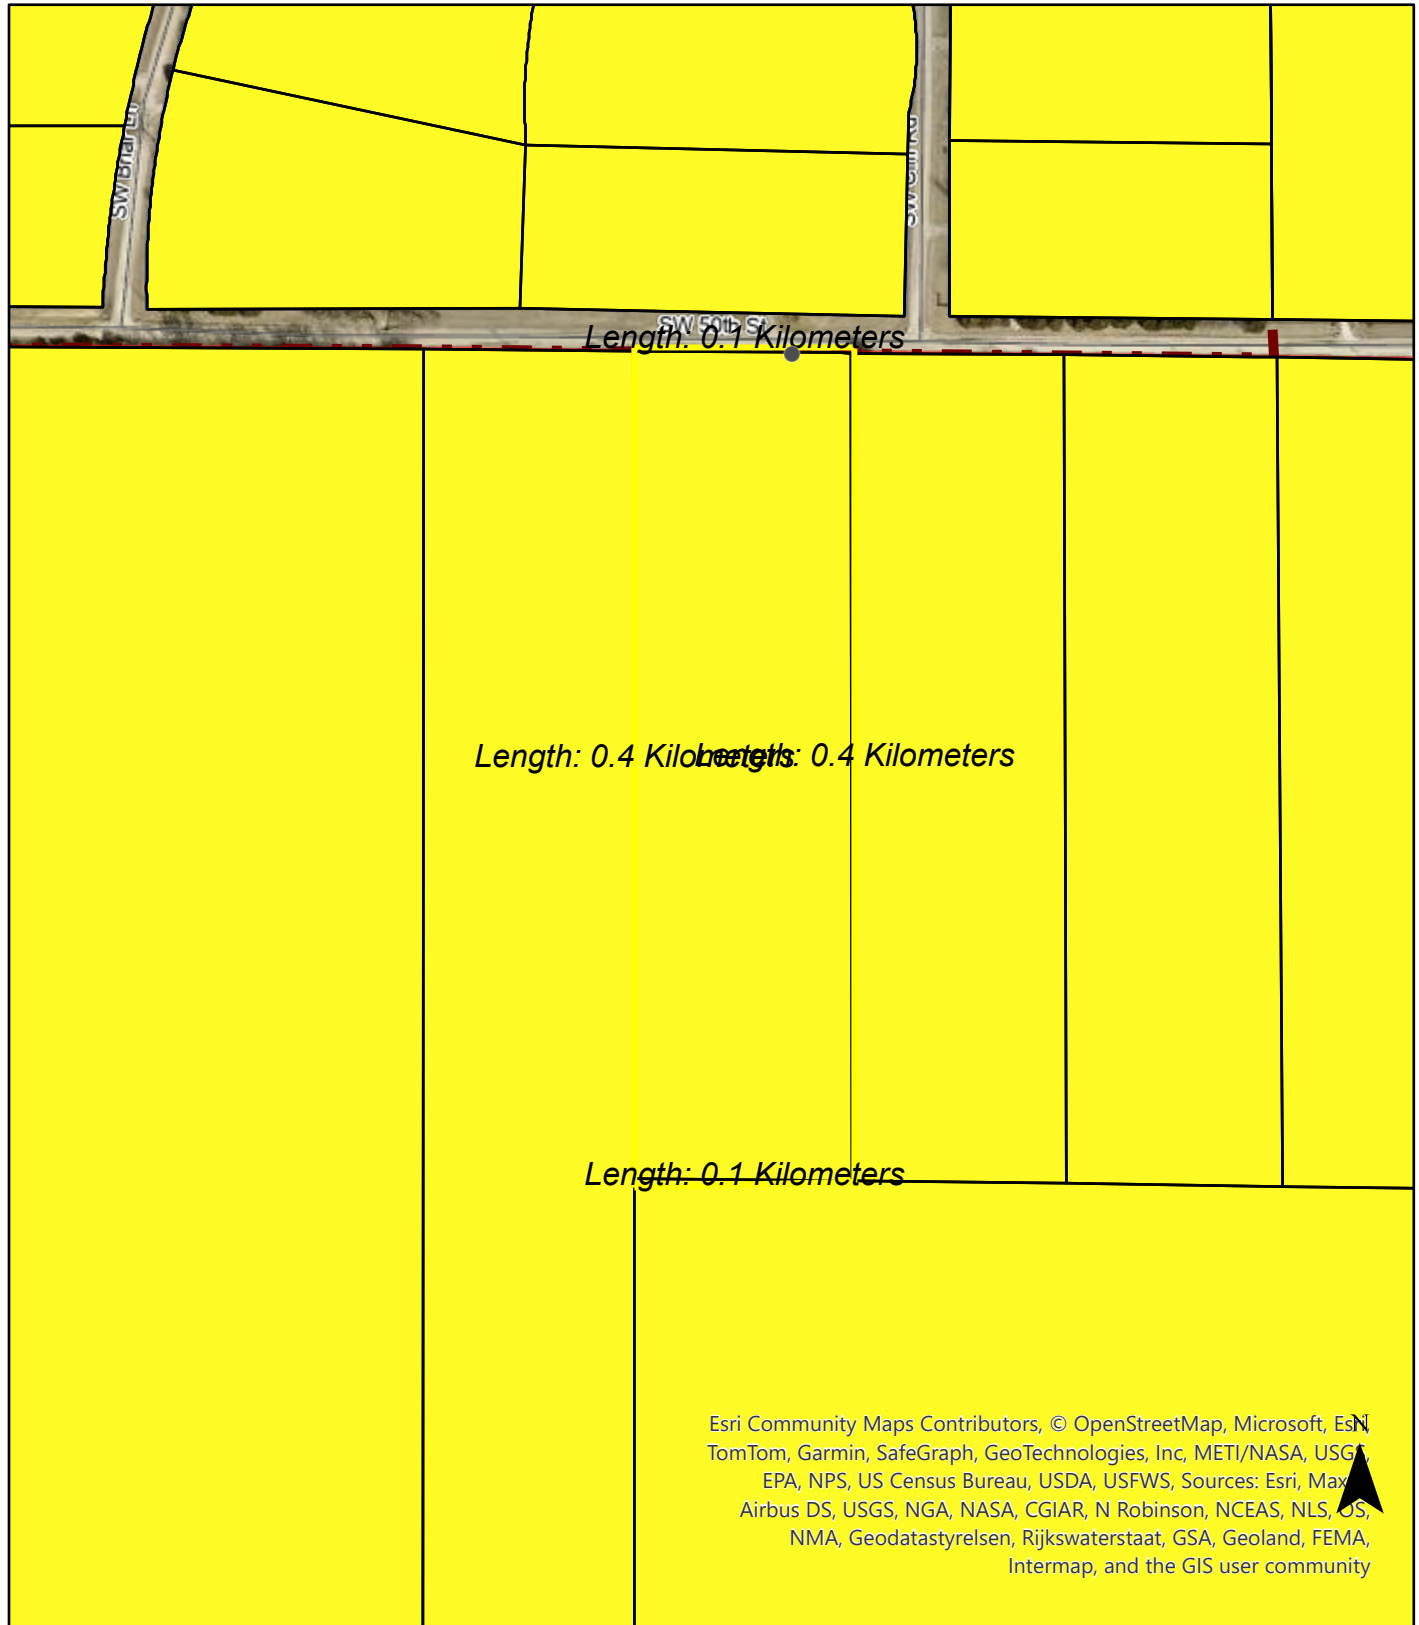 SW Briar Ln
SW Cliff Rd
SW 50th St
Length: 0.1 Kilometers
Length: 0.4 Kilometers
Length: 0.4 Kilometers
Length: 0.1 Kilometers
N
Esri Community Maps Contributors, © OpenStreetMap, Microsoft, Esri,
TomTom, Garmin, SafeGraph, GeoTechnologies, Inc, METI/NASA, USGS,
EPA, NPS, US Census Bureau, USDA, USFWS, Sources: Esri,
Airbus DS, USGS, NGA, NASA, CGIAR, N Robinson, NCEAS, NLS, OS,
NMA, Geodatastyrelsen, Rijkswaterstaat, GSA, Geoland, FEMA,
Intermap, and the GIS user community